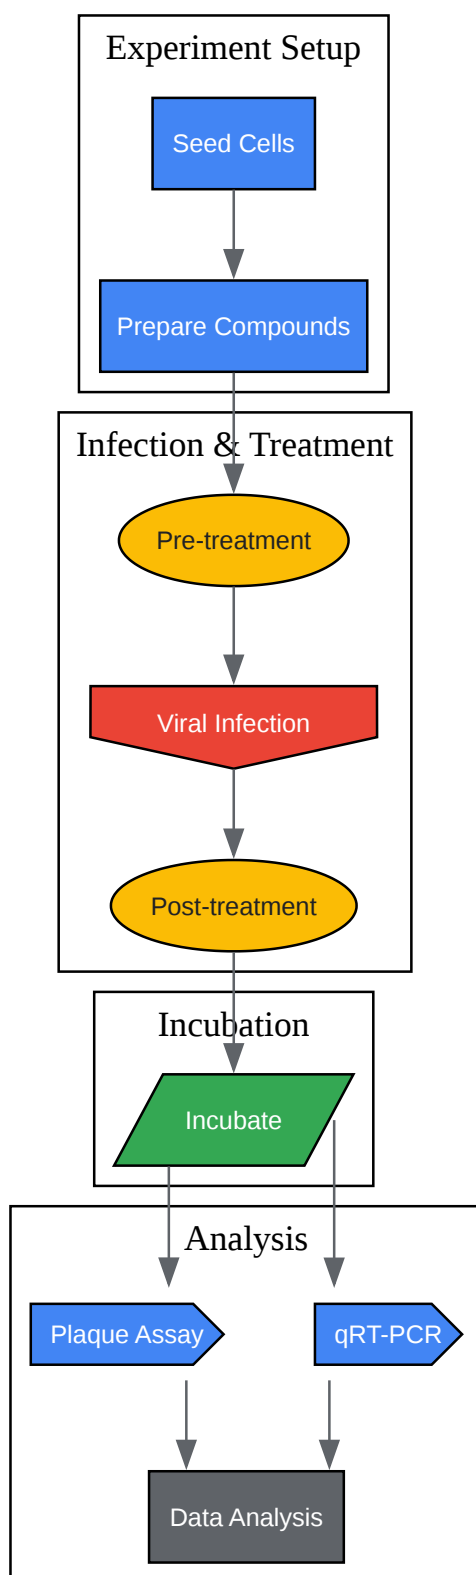 Experiment Setup
Seed Cells
Prepare Compounds
Infection & Treatment
Pre-treatment
Viral Infection
Post-treatment
Incubation
Incubate
Analysis
Plaque Assay
qRT-PCR
Data Analysis